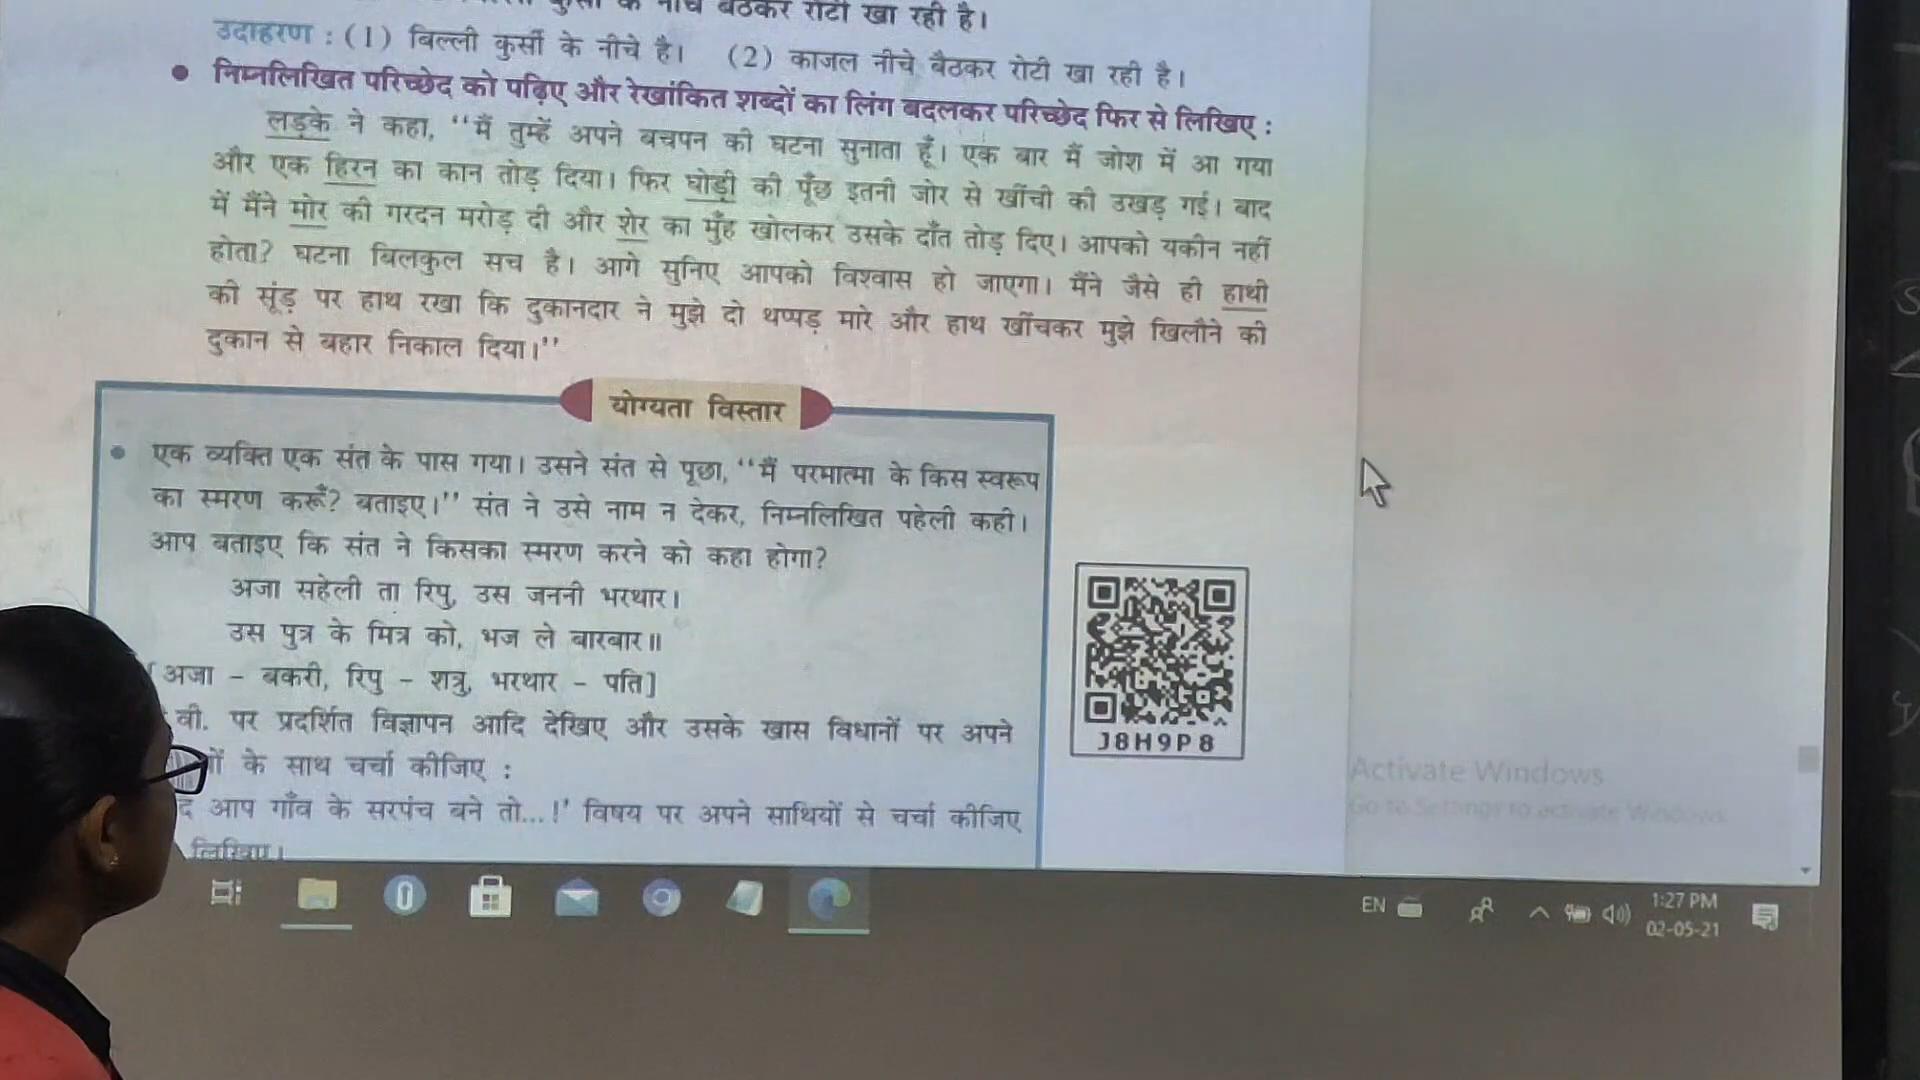 कुर्सी के नीचे बैठकर रोटी खा रही है।
उदाहरण : (1) बिल्ली कुर्सी के नीचे है। (2) काजल नीचे बैठकर रोटी खा रही है।
● निम्नलिखित परिच्छेद को पढ़िए और रेखांकित शब्दों का लिंग बदलकर परिच्छेद फिर से लिखिए :
लड़के ने कहा, ''मैं तुम्हें अपने बचपन की घटना सुनाता हूँ। एक बार मैं जोश में आ गया
और एक हिरन का कान तोड़ दिया। फिर घोड़ी की पूँछ इतनी जोर से खींची की उखड़ गई। बाद
में मैंने मोर की गरदन मरोड़ दी और शेर का मुँह खोलकर उसके दाँत तोड़ दिए। आपको यकीन नहीं
होता? घटना बिलकुल सच है। आगे सुनिए आपको विश्वास हो जाएगा। मैंने जैसे ही हाथी
की सूंड़ पर हाथ रखा कि दुकानदार ने मुझे दो थप्पड़ मारे और हाथ खींचकर मुझे खिलौने की
दुकान से बहार निकाल दिया।''
योग्यता विस्तार
● एक व्यक्ति एक संत के पास गया। उसने संत से पूछा, ''मैं परमात्मा के किस स्वरूप
का स्मरण करूँ? बताइए।'' संत ने उसे नाम न देकर, निम्नलिखित पहेली कही।
आप बताइए कि संत ने किसका स्मरण करने को कहा होगा?
अजा सहेली ता रिपु, उस जननी भरथार।
उस पुत्र के मित्र को, भज ले बारबार॥
[अजा - बकरी, रिपु - शत्रु, भरथार - पति]
वी. पर प्रदर्शित विज्ञापन आदि देखिए और उसके खास विधानों पर अपने
के साथ चर्चा कीजिए :
आप गाँव के सरपंच बने तो...!' विषय पर अपने साथियों से चर्चा कीजिए
लिखिए।
J8H9P8
Activate Windows
Go to Settings to activate Windows.
EN
1:27 PM
02-05-21